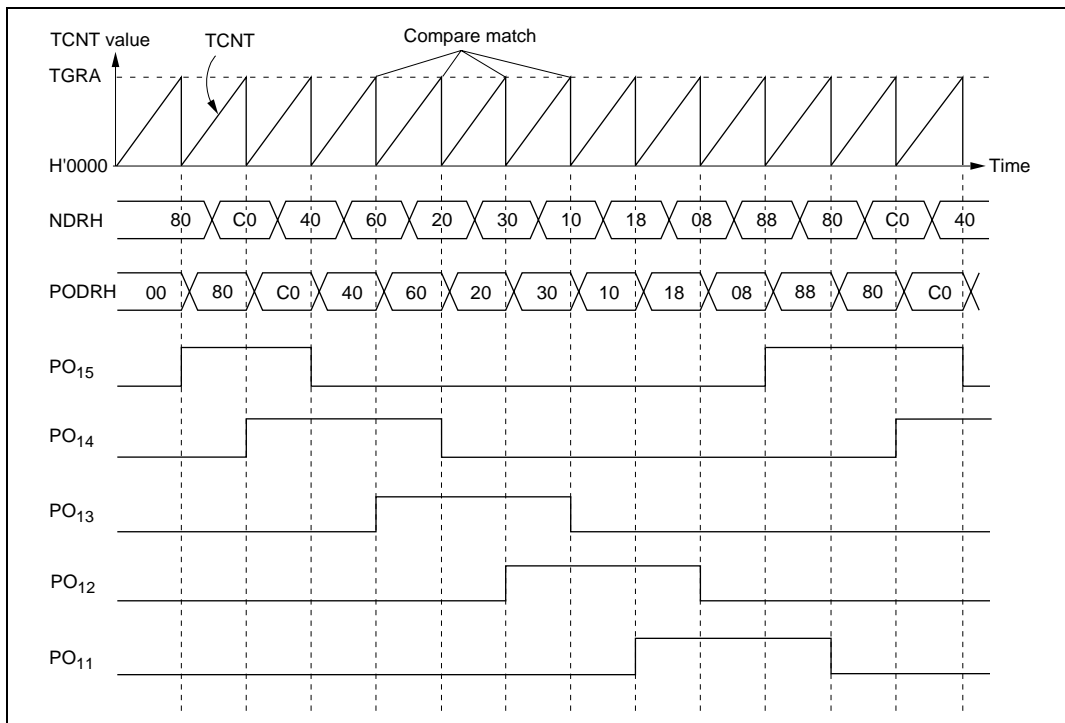 TCNT value
TCNT
Compare match
TGRA
H'0000
Time
NDRH 80 C0 40 60 20 30 10 18 08 88 80 C0 40
PODRH 00 80 C0 40 60 20 30 10 18 08 88 80 C0
PO15
PO14
PO13
PO12
PO11